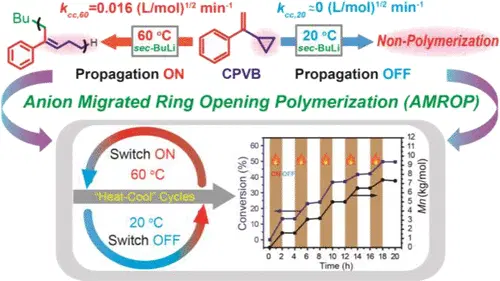 k_cc,60=0.016 (L/mol)^1/2 min^-1
k_cc,20≈0 (L/mol)^1/2 min^-1
Bu
H
60 °C
sec-BuLi
20 °C
sec-BuLi
Non-Polymerization
Propagation ON
CPVB
Propagation OFF
Anion Migrated Ring Opening Polymerization (AMROP)
Switch ON
60 °C
"Heat-Cool" Cycles
20 °C
Switch OFF
Conversion (%)
60
50
40
30
20
10
0
ON OFF
12
11
10
9
8
7
6
5
4
3
2
1
0
Mn(kg/mol)
0 2 4 6 8 10 12 14 16 18 20
Time (h)